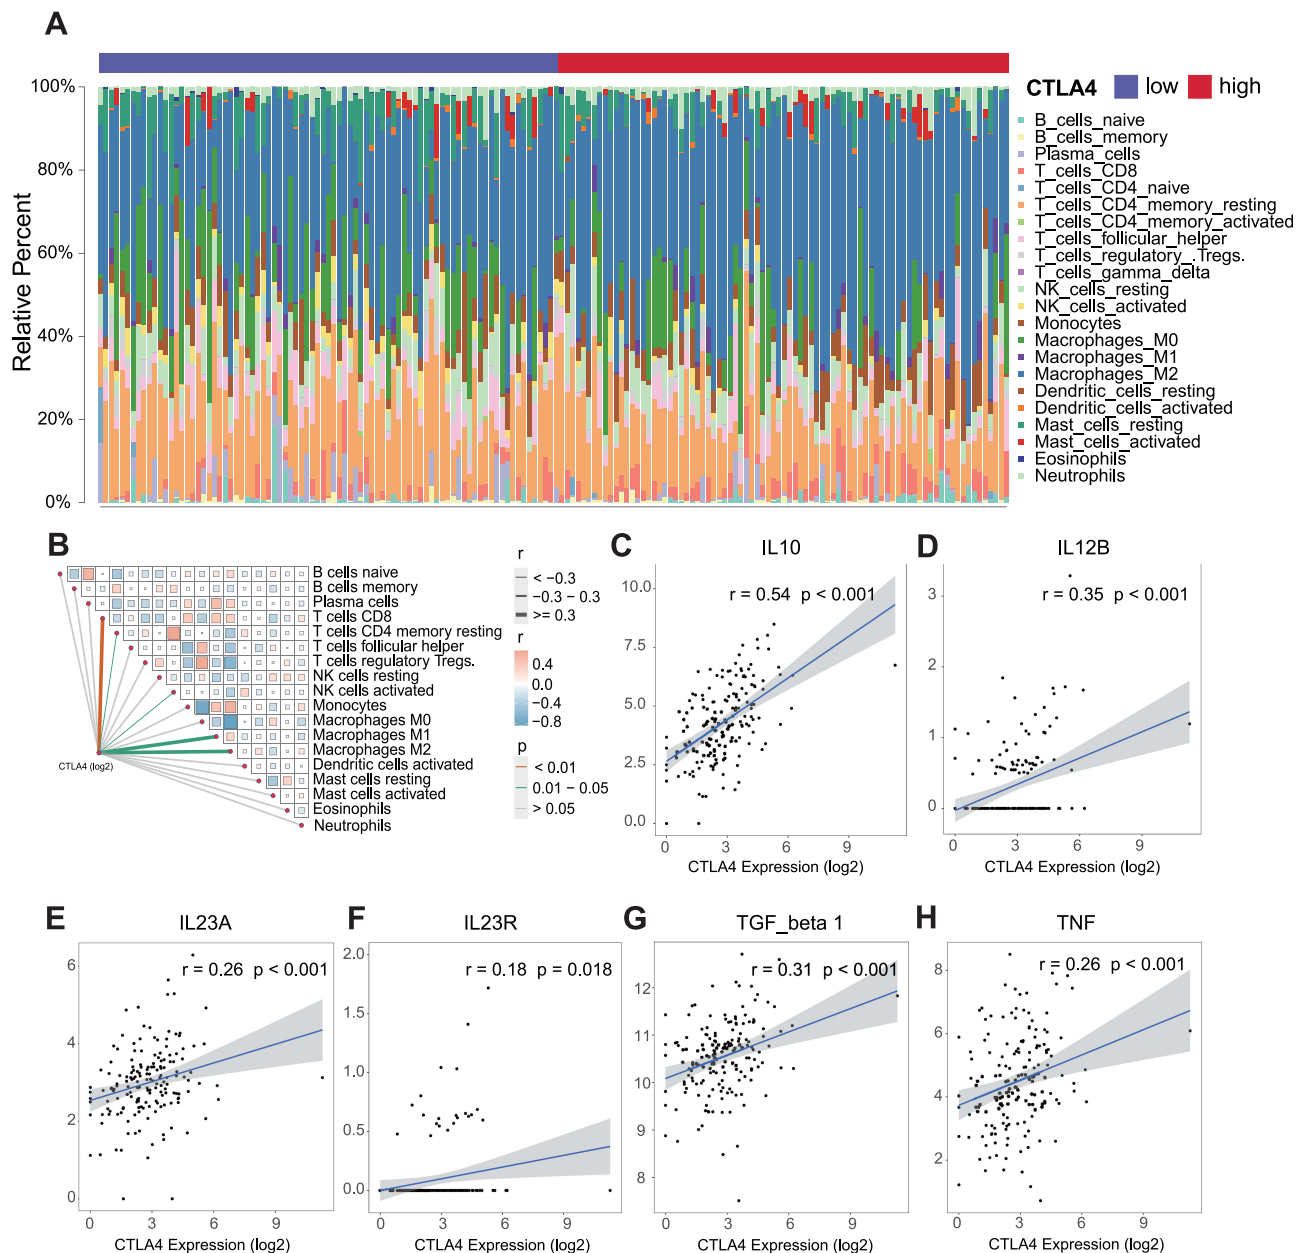 A
CTLA4 low high
100%
80%
60%
40%
20%
0%
Relative Percent
B_cells_naive
B_cells_memory
Plasma_cells
T_cells_CD8
T_cells_CD4_naive
T_cells_CD4_memory_resting
T_cells_CD4_memory_activated
T_cells_follicular_helper
T_cells_regulatory_.Tregs.
T_cells_gamma_delta
NK_cells_resting
NK_cells_activated
Monocytes
Macrophages_M0
Macrophages_M1
Macrophages_M2
Dendritic_cells_resting
Dendritic_cells_activated
Mast_cells_resting
Mast_cells_activated
Eosinophils
Neutrophils
B
B cells naive
B cells memory
Plasma cells
T cells CD8
T cells CD4 memory resting
T cells follicular helper
T cells regulatory Tregs.
NK cells resting
NK cells activated
Monocytes
Macrophages M0
Macrophages M1
Macrophages M2
Dendritic cells activated
Mast cells resting
Mast cells activated
Eosinophils
Neutrophils
CTLA4 (log2)
r
< −0.3
−0.3 − 0.3
>= 0.3
r
0.4
0.0
−0.4
−0.8
p
< 0.01
0.01 − 0.05
> 0.05
C
IL10
r = 0.54 p < 0.001
10.0
7.5
5.0
2.5
0.0
0 3 6 9
CTLA4 Expression (log2)
D
IL12B
r = 0.35 p < 0.001
3
2
1
0
0 3 6 9
CTLA4 Expression (log2)
E
IL23A
r = 0.26 p < 0.001
6
4
2
0
0 3 6 9
CTLA4 Expression (log2)
F
IL23R
r = 0.18 p = 0.018
2.0
1.5
1.0
0.5
0.0
0 3 6 9
CTLA4 Expression (log2)
G
TGF_beta 1
r = 0.31 p < 0.001
12
11
10
9
8
0 3 6 9
CTLA4 Expression (log2)
H
TNF
r = 0.26 p < 0.001
8
6
4
2
0 3 6 9
CTLA4 Expression (log2)